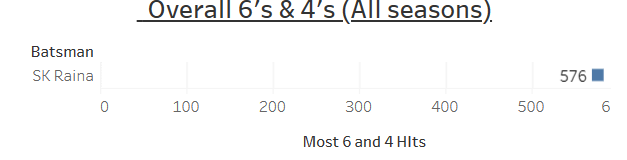 Overall 6's & 4's (All seasons)
Batsman
SK Raina 576
0 100 200 300 400 500 6
Most 6 and 4 HIts